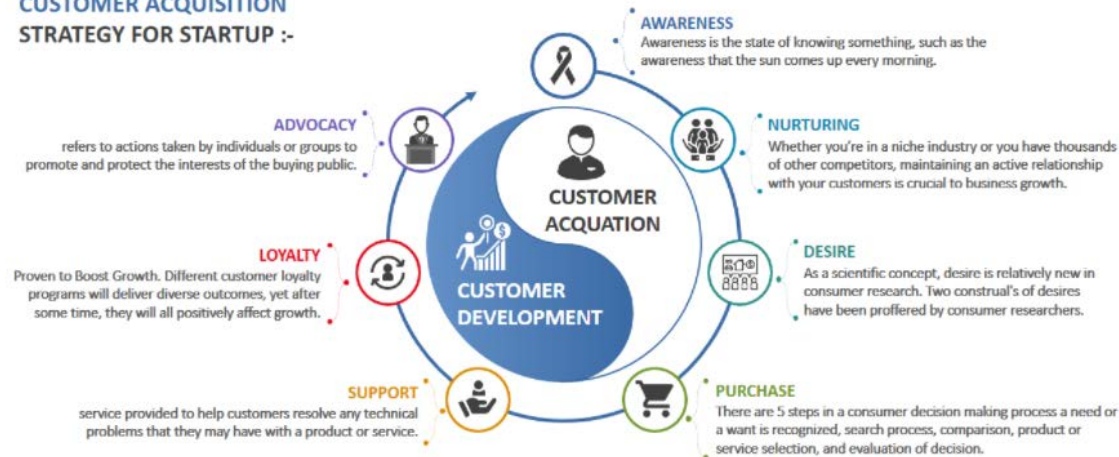 CUSTOMER ACQUISITION
STRATEGY FOR STARTUP :-
AWARENESS
Awareness is the state of knowing something, such as the
awareness that the sun comes up every morning.
NURTURING
Whether you're in a niche industry or you have thousands
of other competitors, maintaining an active relationship
with your customers is crucial to business growth.
DESIRE
As a scientific concept, desire is relatively new in
consumer research. Two construal's of desires
have been proffered by consumer researchers.
PURCHASE
There are 5 steps in a consumer decision making process a need or
a want is recognized, search process, comparison, product or
service selection, and evaluation of decision.
SUPPORT
service provided to help customers resolve any technical
problems that they may have with a product or service.
LOYALTY
Proven to Boost Growth. Different customer loyalty
programs will deliver diverse outcomes, yet after
some time, they will all positively affect growth.
ADVOCACY
refers to actions taken by individuals or groups to
promote and protect the interests of the buying public.
CUSTOMER
ACQUATION
CUSTOMER
DEVELOPMENT